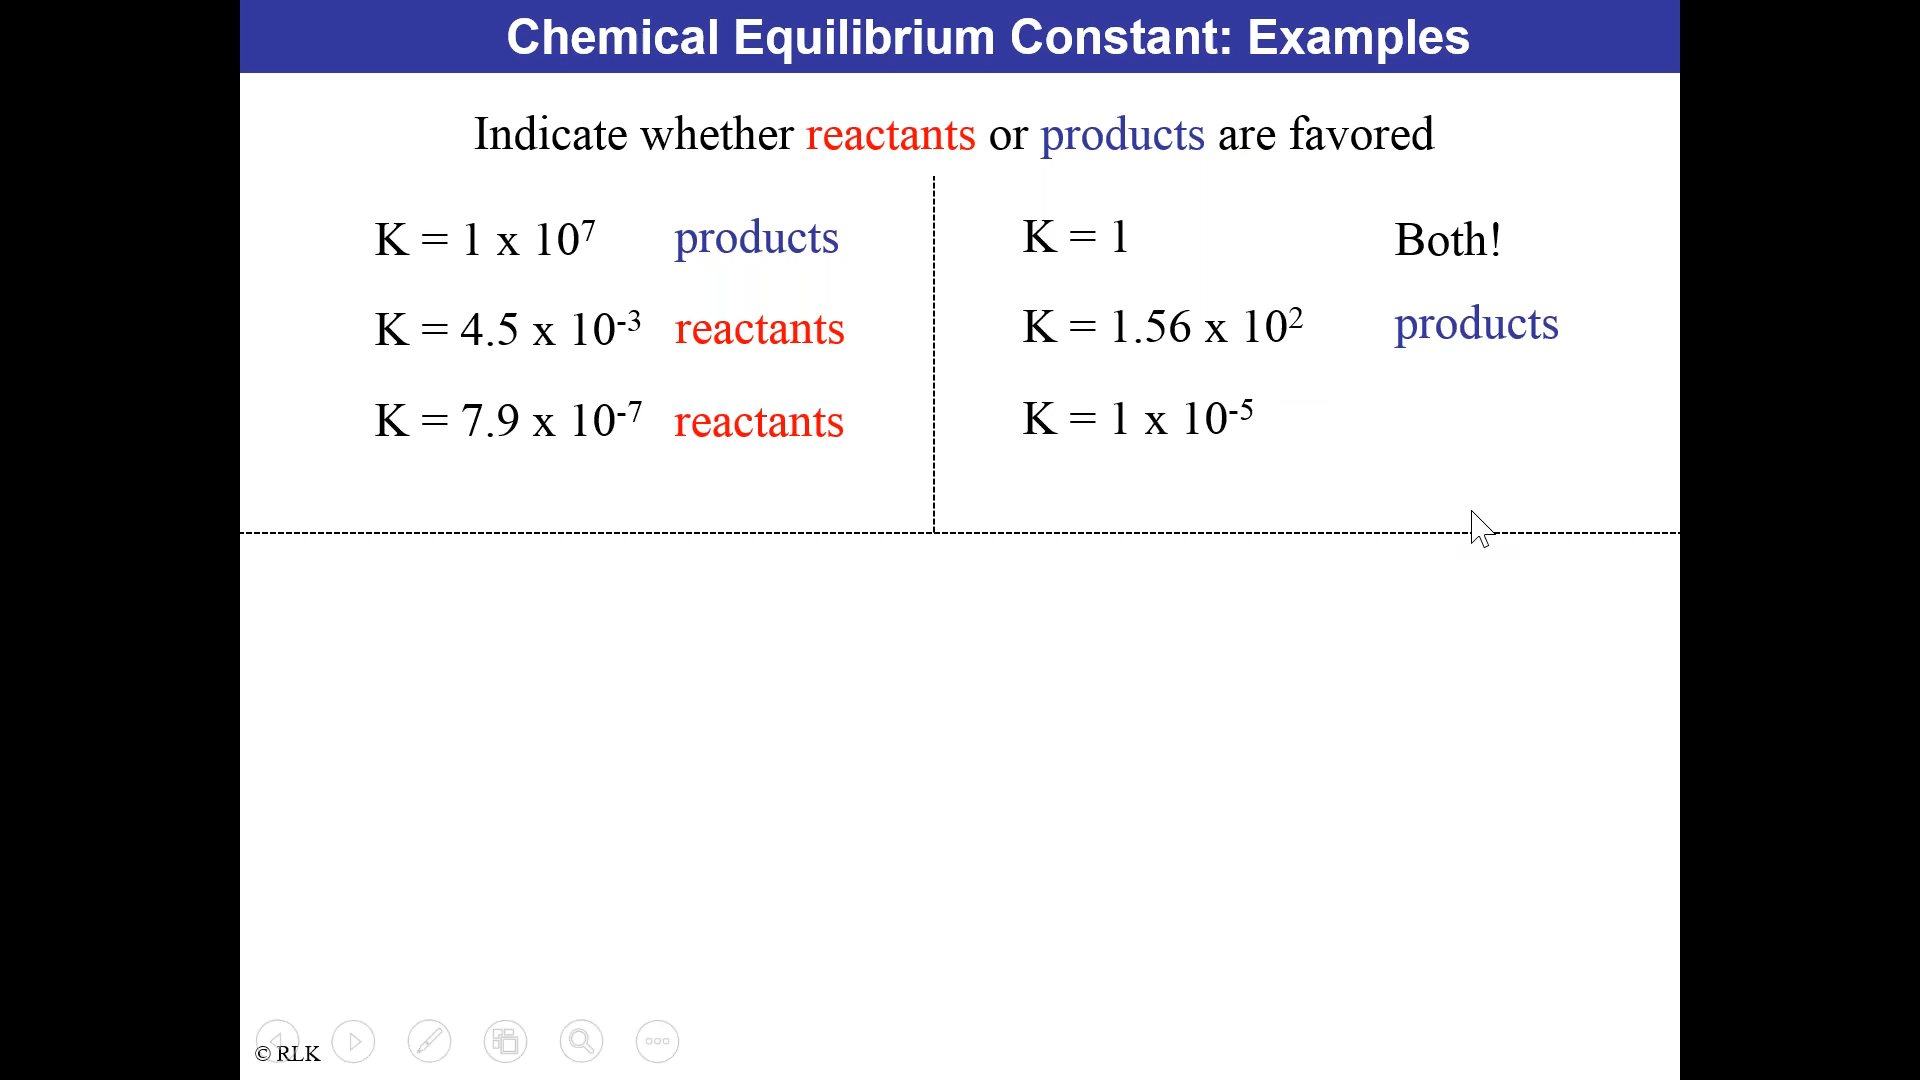 Chemical Equilibrium Constant: Examples
Indicate whether reactants or products are favored
K = 1 x 10⁷ products
K = 4.5 x 10⁻³ reactants
K = 7.9 x 10⁻⁷ reactants
K = 1 Both!
K = 1.56 x 10² products
K = 1 x 10⁻⁵
© RLK